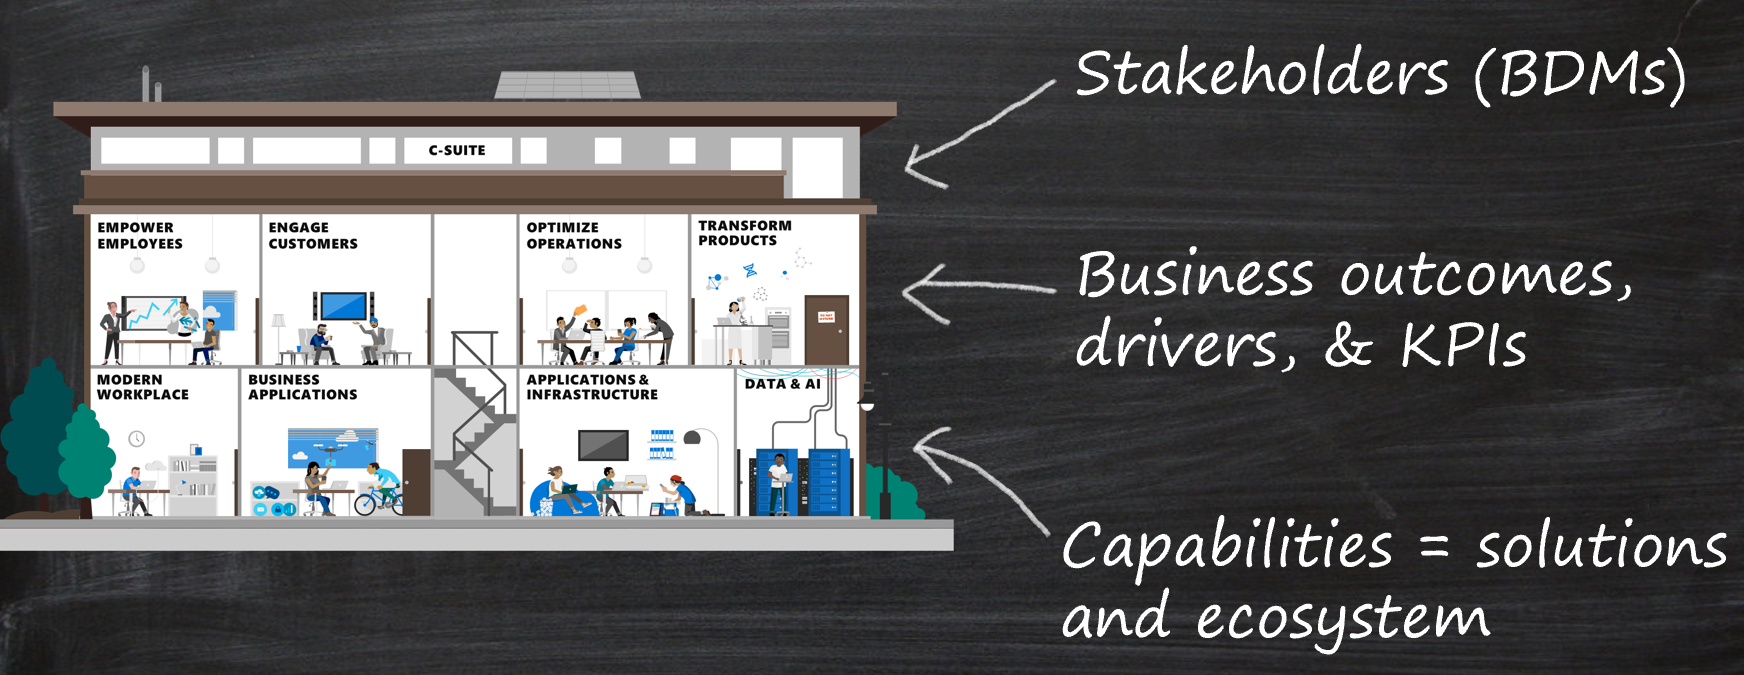 Stakeholders (BDMs)
C-SUITE
EMPOWER
EMPLOYEES
ENGAGE
CUSTOMERS
OPTIMIZE
OPERATIONS
TRANSFORM
PRODUCTS
Business outcomes,
drivers, & KPIs
MODERN
WORKPLACE
BUSINESS
APPLICATIONS
APPLICATIONS &
INFRASTRUCTURE
DATA & AI
Capabilities = solutions
and ecosystem